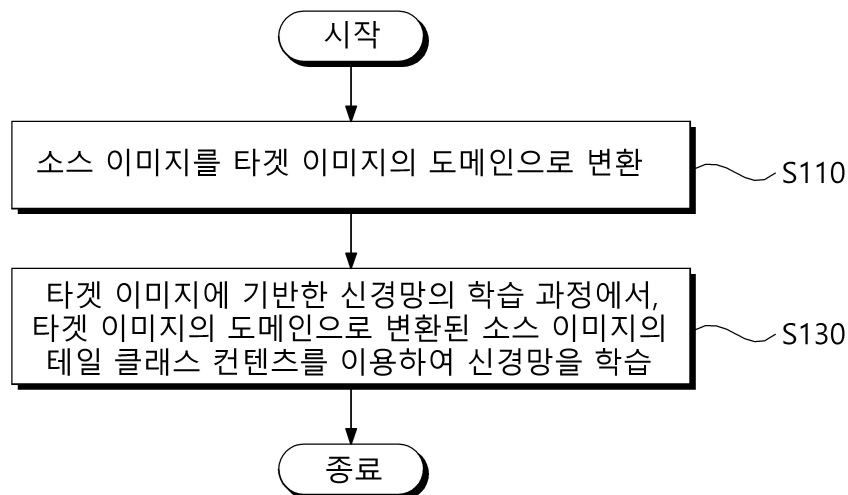 시작
소스 이미지를 타겟 이미지의 도메인으로 변환
S110
타겟 이미지에 기반한 신경망의 학습 과정에서,
타겟 이미지의 도메인으로 변환된 소스 이미지의
테일 클래스 컨텐츠를 이용하여 신경망을 학습
S130
종료